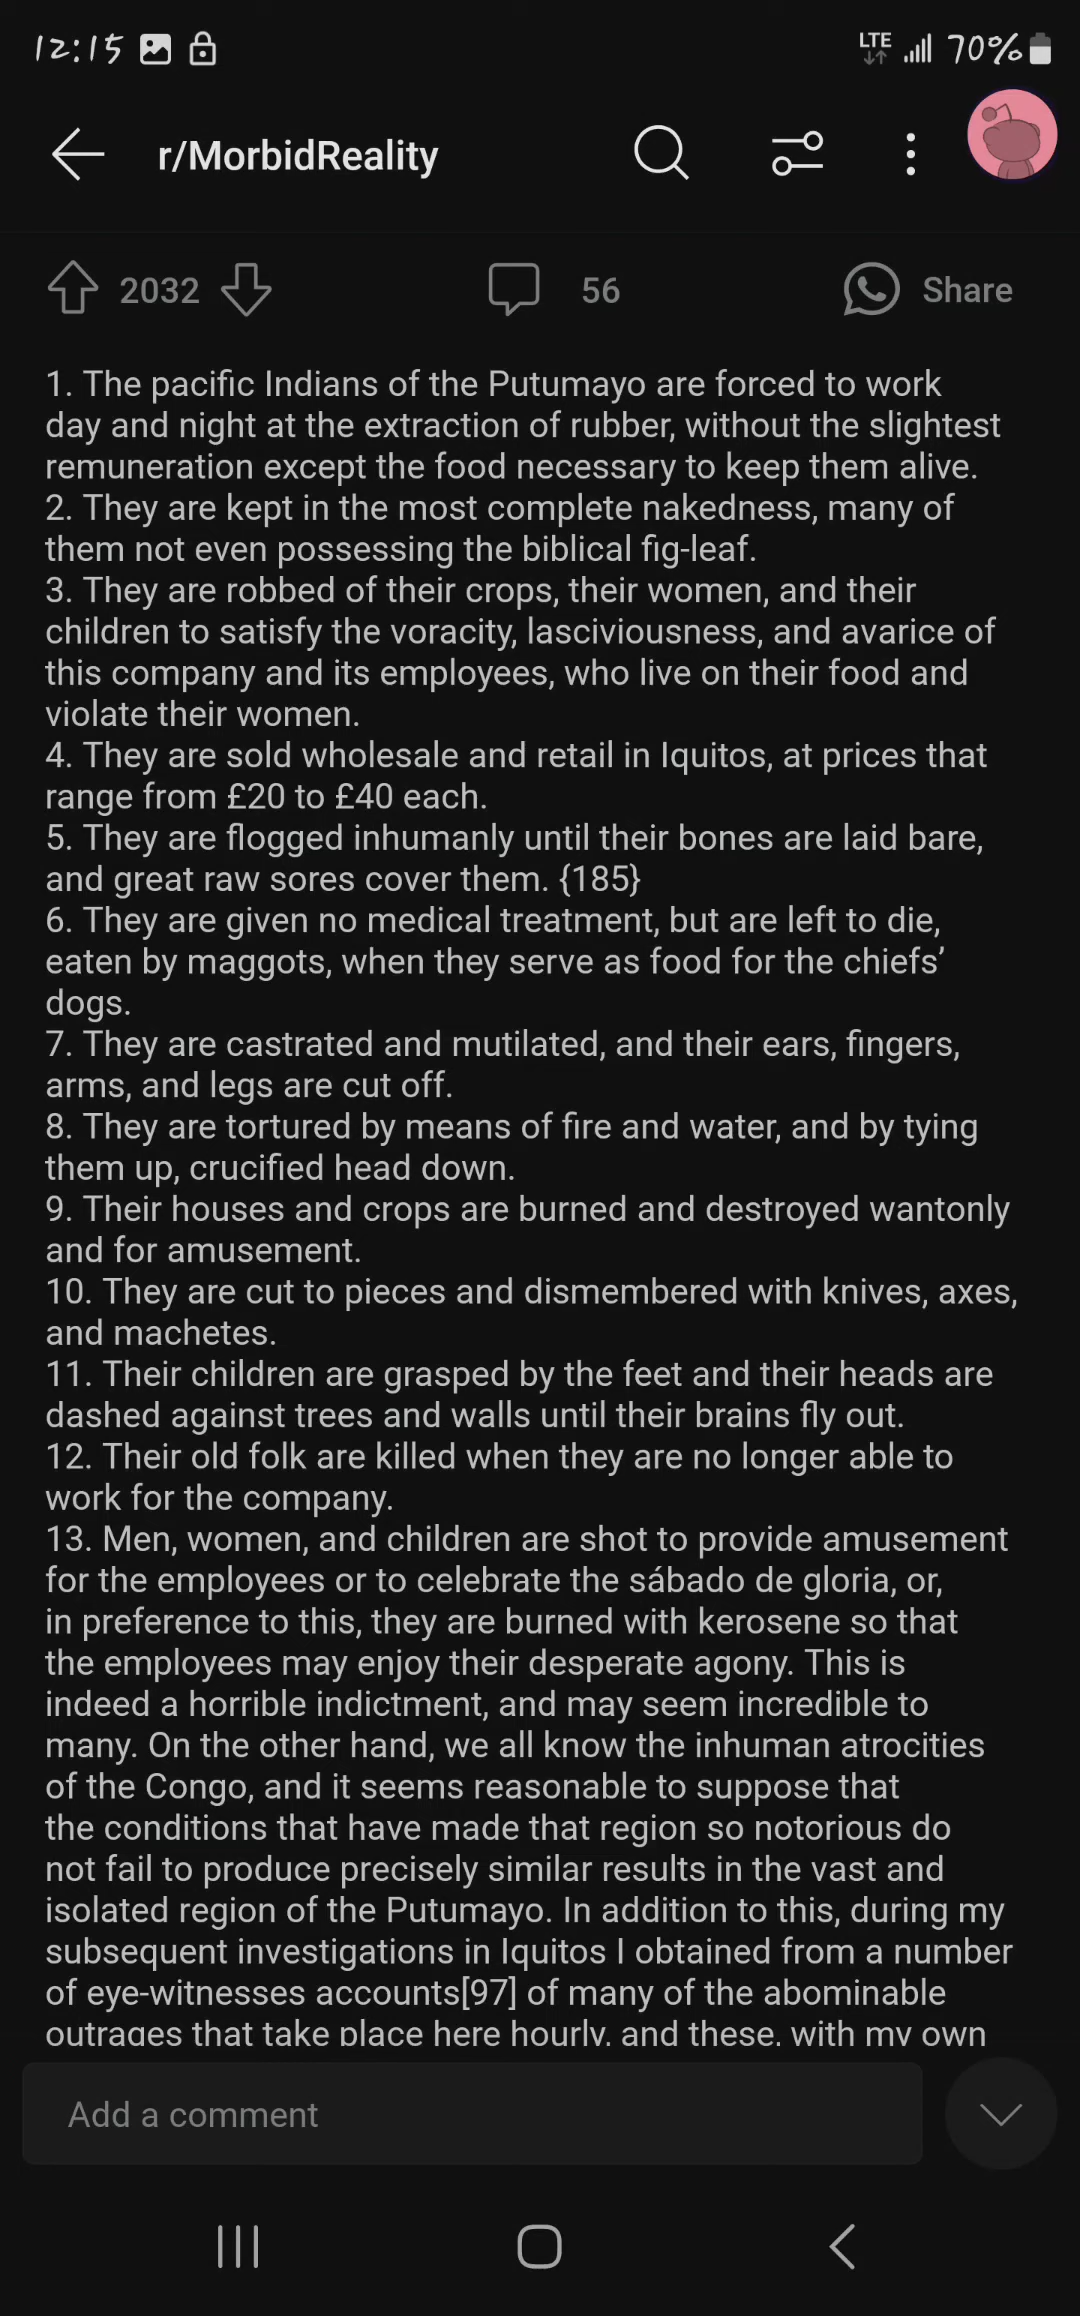 12:15
LTE
70%
r/MorbidReality
2032
56
Share
1. The pacific Indians of the Putumayo are forced to work
day and night at the extraction of rubber, without the slightest
remuneration except the food necessary to keep them alive.
2. They are kept in the most complete nakedness, many of
them not even possessing the biblical fig-leaf.
3. They are robbed of their crops, their women, and their
children to satisfy the voracity, lasciviousness, and avarice of
this company and its employees, who live on their food and
violate their women.
4. They are sold wholesale and retail in Iquitos, at prices that
range from £20 to £40 each.
5. They are flogged inhumanly until their bones are laid bare,
and great raw sores cover them. {185}
6. They are given no medical treatment, but are left to die,
eaten by maggots, when they serve as food for the chiefs’
dogs.
7. They are castrated and mutilated, and their ears, fingers,
arms, and legs are cut off.
8. They are tortured by means of fire and water, and by tying
them up, crucified head down.
9. Their houses and crops are burned and destroyed wantonly
and for amusement.
10. They are cut to pieces and dismembered with knives, axes,
and machetes.
11. Their children are grasped by the feet and their heads are
dashed against trees and walls until their brains fly out.
12. Their old folk are killed when they are no longer able to
work for the company.
13. Men, women, and children are shot to provide amusement
for the employees or to celebrate the sábado de gloria, or,
in preference to this, they are burned with kerosene so that
the employees may enjoy their desperate agony. This is
indeed a horrible indictment, and may seem incredible to
many. On the other hand, we all know the inhuman atrocities
of the Congo, and it seems reasonable to suppose that
the conditions that have made that region so notorious do
not fail to produce precisely similar results in the vast and
isolated region of the Putumayo. In addition to this, during my
subsequent investigations in Iquitos I obtained from a number
of eye-witnesses accounts[97] of many of the abominable
outrages that take place here hourly, and these, with my own
Add a comment